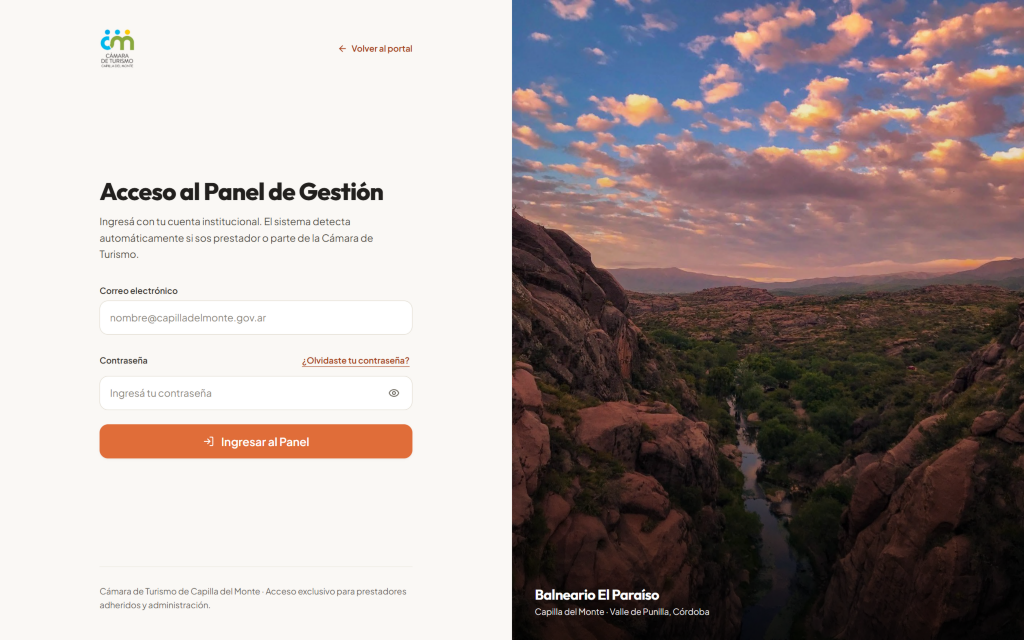 cm
CÁMARA
DE TURISMO
CAPILLA DEL MONTE
Volver al portal
Acceso al Panel de Gestión
Ingresá con tu cuenta institucional. El sistema detecta
automáticamente si sos prestador o parte de la Cámara de
Turismo.
Correo electrónico
nombre@capilladelmonte.gov.ar
Contraseña
¿Olvidaste tu contraseña?
Ingresá tu contraseña
Ingresar al Panel
Cámara de Turismo de Capilla del Monte · Acceso exclusivo para prestadores
adheridos y administración.
Balneario El Paraíso
Capilla del Monte · Valle de Punilla, Córdoba